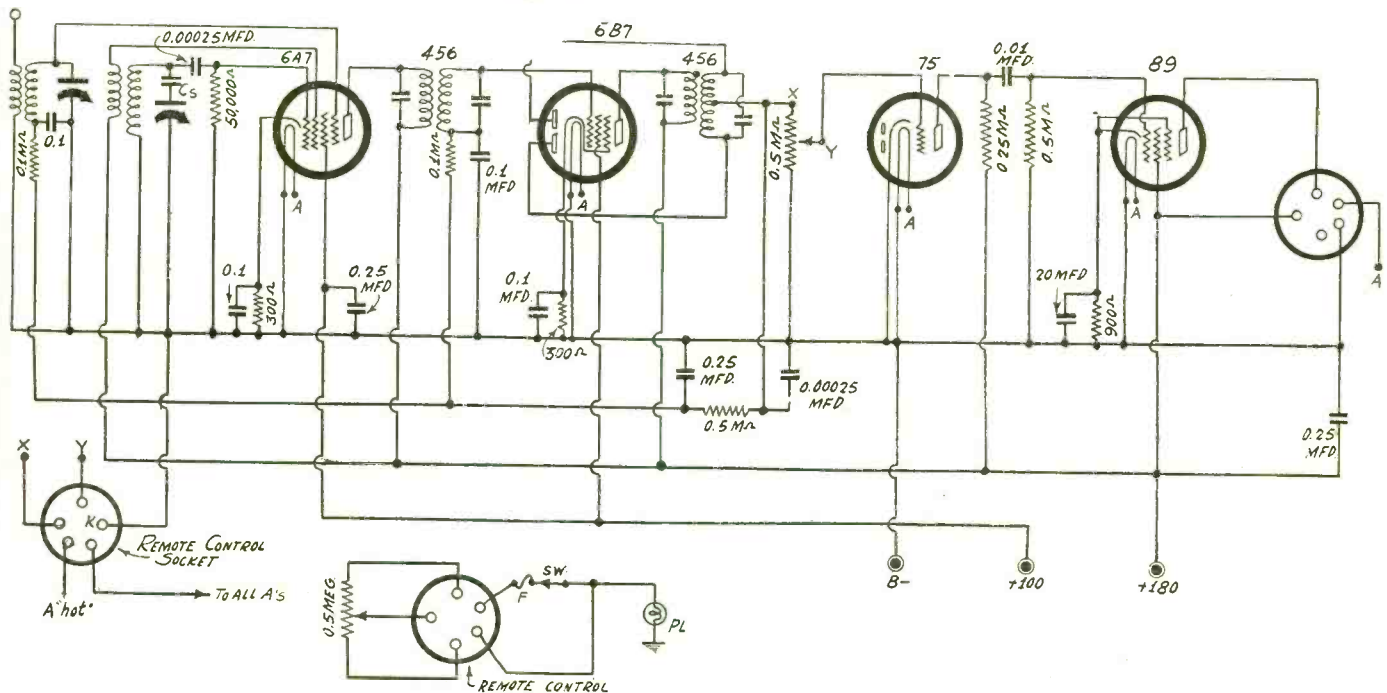 0.00025 MFD.
6A7
456
6B7
456
75
0.01
MFD.
89
Cs
50,000Ω
0.1
0.1MΩ
0.1MΩ
0.1
MFD
0.5MΩ
X
Y
0.25MΩ
0.5MΩ
A
A
A
A
A
0.1
300Ω
0.25
MFD
0.1
MFD.
300Ω
20 MFD
900Ω
0.25
MFD.
0.5MΩ
0.00025
MFD
0.25
MFD.
X
Y
K
REMOTE CONTROL
SOCKET
A"hot"
TO ALL A's
0.5 MEG
F
SW.
PL
REMOTE CONTROL
B-
+100
+180